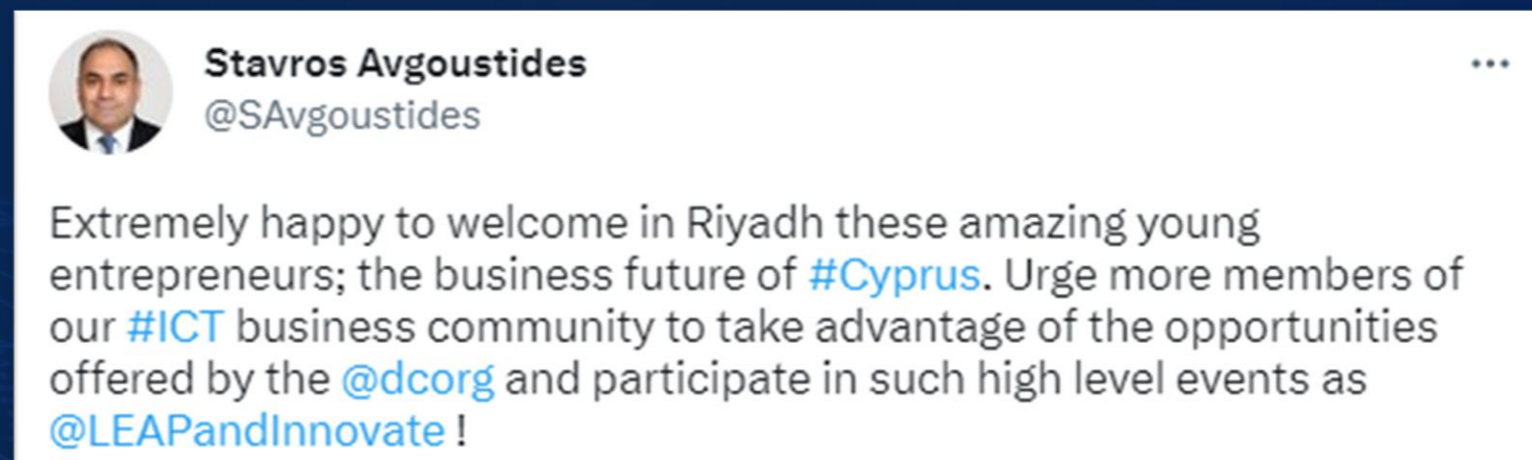 Stavros Avgoustides
@SAvgoustides
Extremely happy to welcome in Riyadh these amazing young
entrepreneurs; the business future of #Cyprus. Urge more members of
our #ICT business community to take advantage of the opportunities
offered by the @dcorg and participate in such high level events as
@LEAPandInnovate !